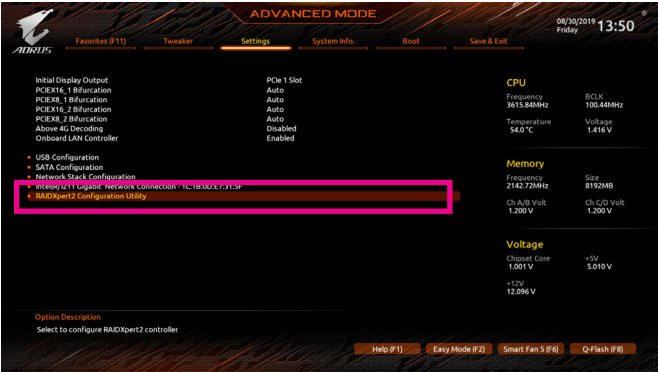 ADVANCED MODE
08/30/2019 13:50
Friday
AORUS
Favorites (F11) Tweaker Settings System Info. Boot Save & Exit
Initial Display Output PCIe 1 Slot
PCIEX16_1 Bifurcation Auto
PCIEX8_1 Bifurcation Auto
PCIEX16_2 Bifurcation Auto
PCIEX8_2 Bifurcation Auto
Above 4G Decoding Disabled
Onboard LAN Controller Enabled
USB Configuration
SATA Configuration
Network Stack Configuration
Intel(R) I211 Gigabit Network Connection - 1C:1B:0D:E7:31:5F
RAIDXpert2 Configuration Utility
CPU
Frequency BCLK
3615.84MHz 100.44MHz
Temperature Voltage
54.0 °C 1.416 V
Memory
Frequency Size
2142.72MHz 8192MB
Ch A/B Volt Ch C/D Volt
1.200 V 1.200 V
Voltage
Chipset Core +5V
1.001 V 5.010 V
+12V
12.096 V
Option Description
Select to configure RAIDXpert2 controller
Help (F1) Easy Mode (F2) Smart Fan 5 (F6) Q-Flash (F8)